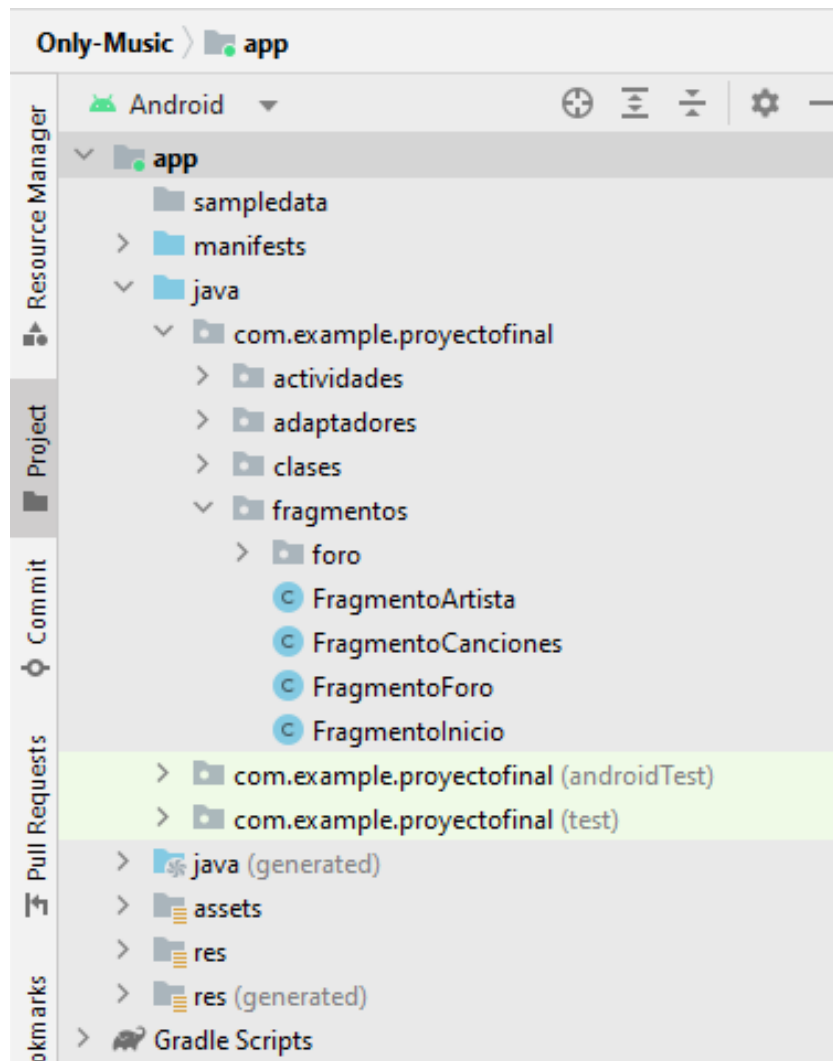 Only-Music app
Android
Resource Manager
Project
Commit
Pull Requests
app
sampledata
manifests
java
com.example.proyectofinal
actividades
adaptadores
clases
fragmentos
foro
C FragmentoArtista
C FragmentoCanciones
C FragmentoForo
C FragmentoInicio
com.example.proyectofinal (androidTest)
com.example.proyectofinal (test)
java (generated)
assets
res
res (generated)
Gradle Scripts
okmarks